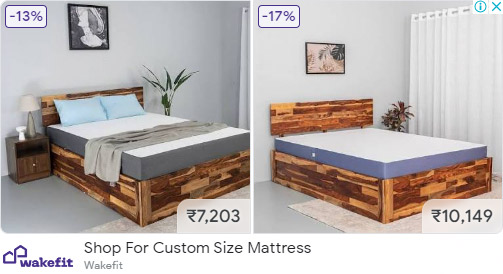 -13%
-17%
₹7,203
₹10,149
wakefit
Shop For Custom Size Mattress
Wakefit